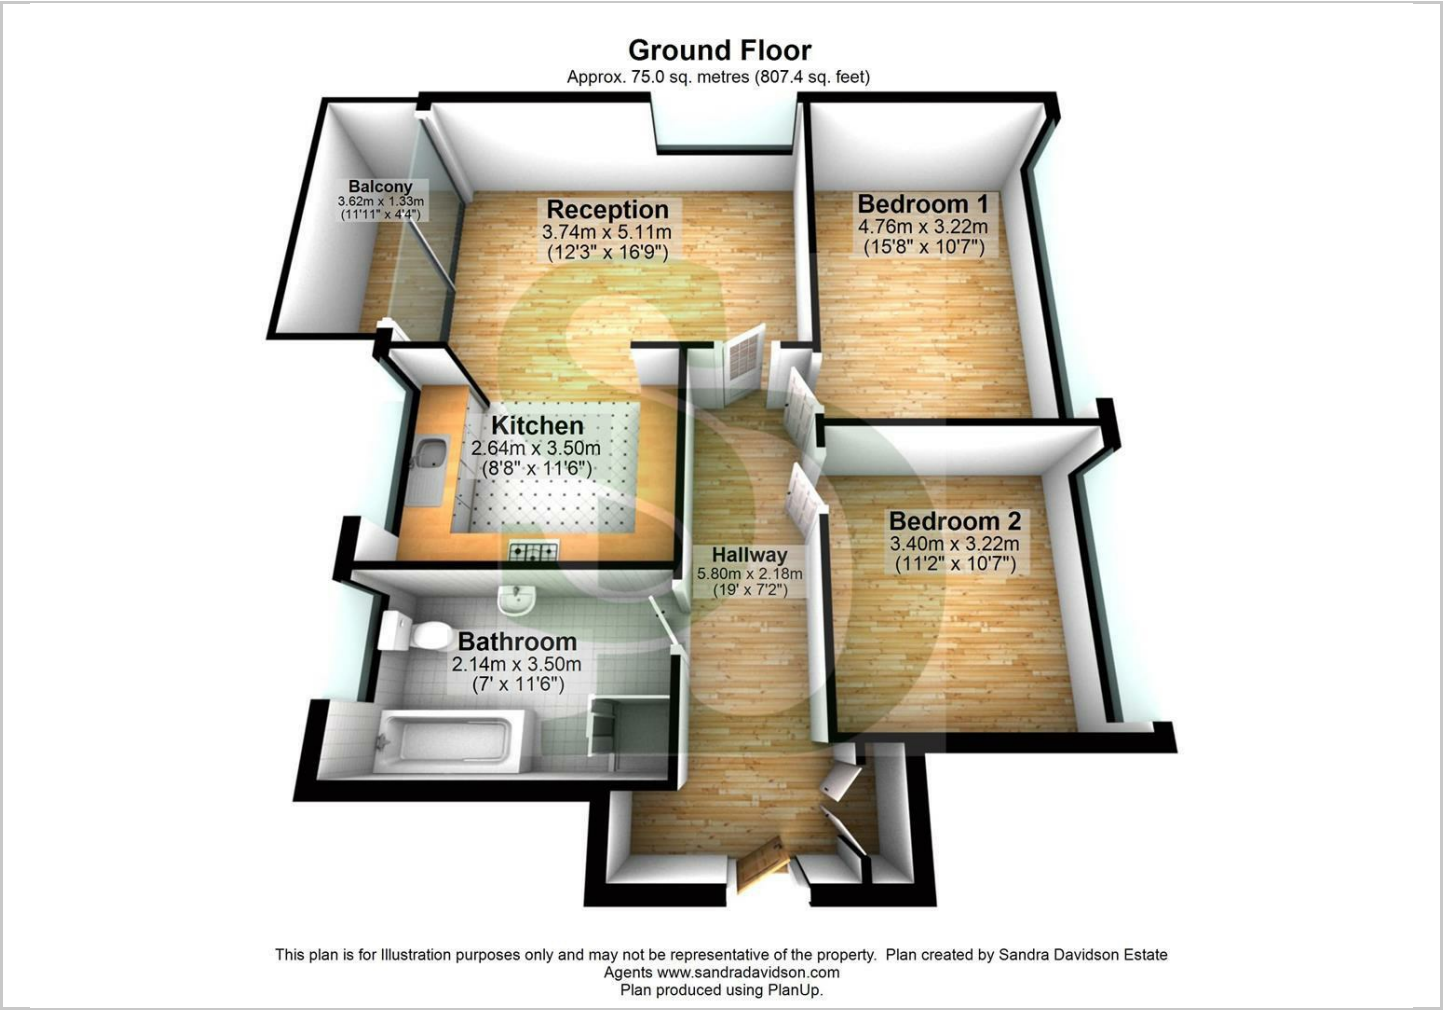 Ground Floor
Approx. 75.0 sq. metres (807.4 sq. feet)
Balcony
3.62m x 1.33m
(11'11" x 4'4")
Reception
3.74m x 5.11m
(12'3" x 16'9")
Bedroom 1
4.76m x 3.22m
(15'8" x 10'7")
Kitchen
2.64m x 3.50m
(8'8" x 11'6")
Bedroom 2
3.40m x 3.22m
(11'2" x 10'7")
Hallway
5.80m x 2.18m
(19' x 7'2")
Bathroom
2.14m x 3.50m
(7' x 11'6")
This plan is for Illustration purposes only and may not be representative of the property.  Plan created by Sandra Davidson Estate
Agents www.sandradavidson.com
Plan produced using PlanUp.